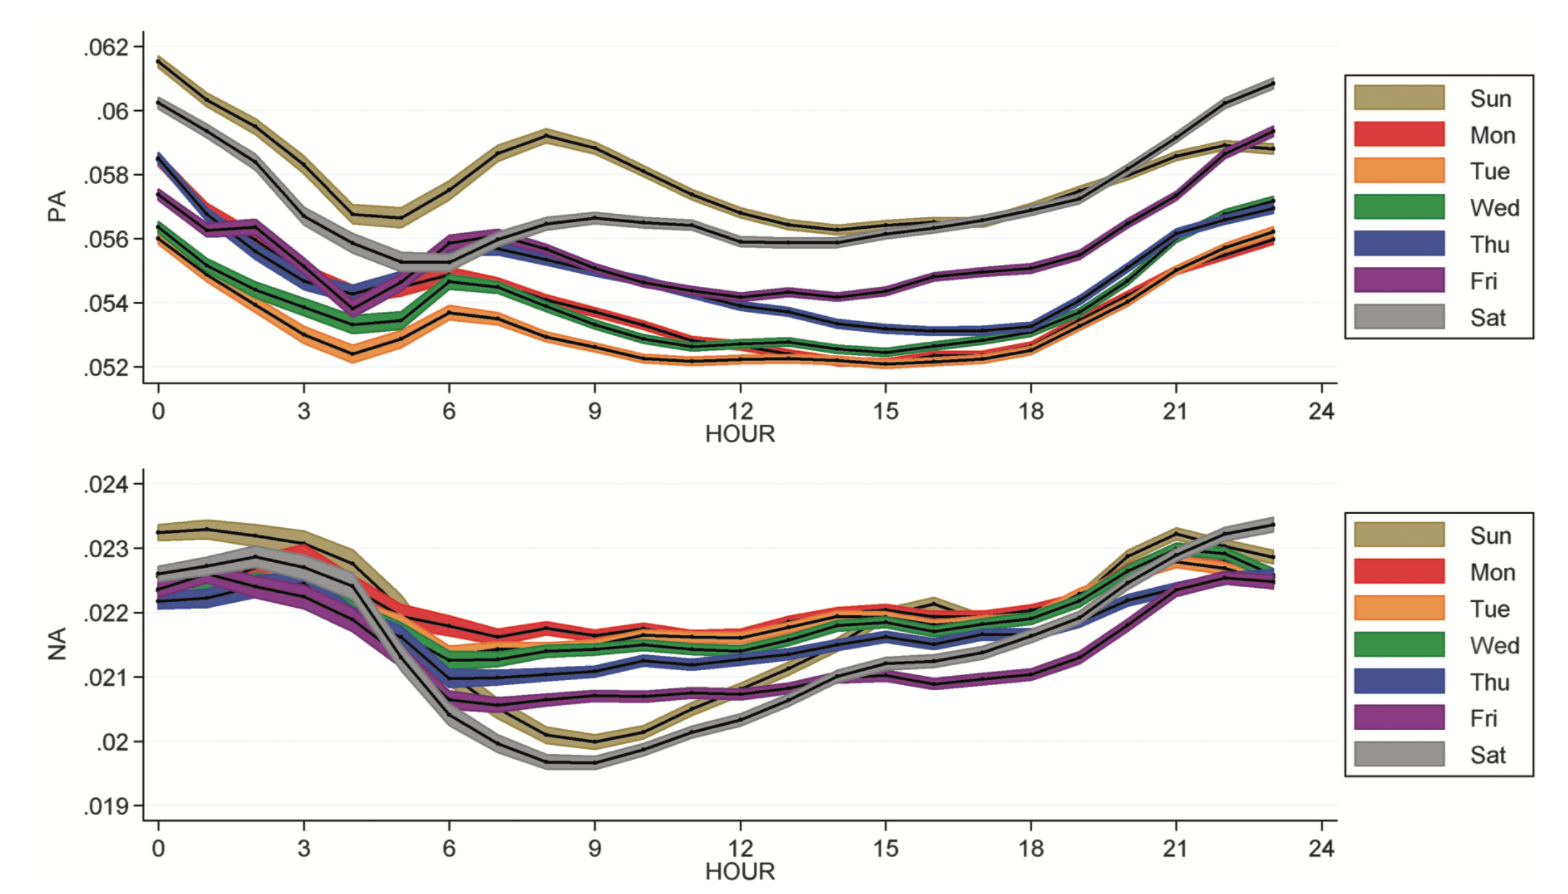 .062
.06
.058
.056
.054
.052
PA
0 3 6 9 12 15 18 21 24
HOUR
Sun
Mon
Tue
Wed
Thu
Fri
Sat
.024
.023
.022
.021
.02
.019
NA
0 3 6 9 12 15 18 21 24
HOUR
Sun
Mon
Tue
Wed
Thu
Fri
Sat